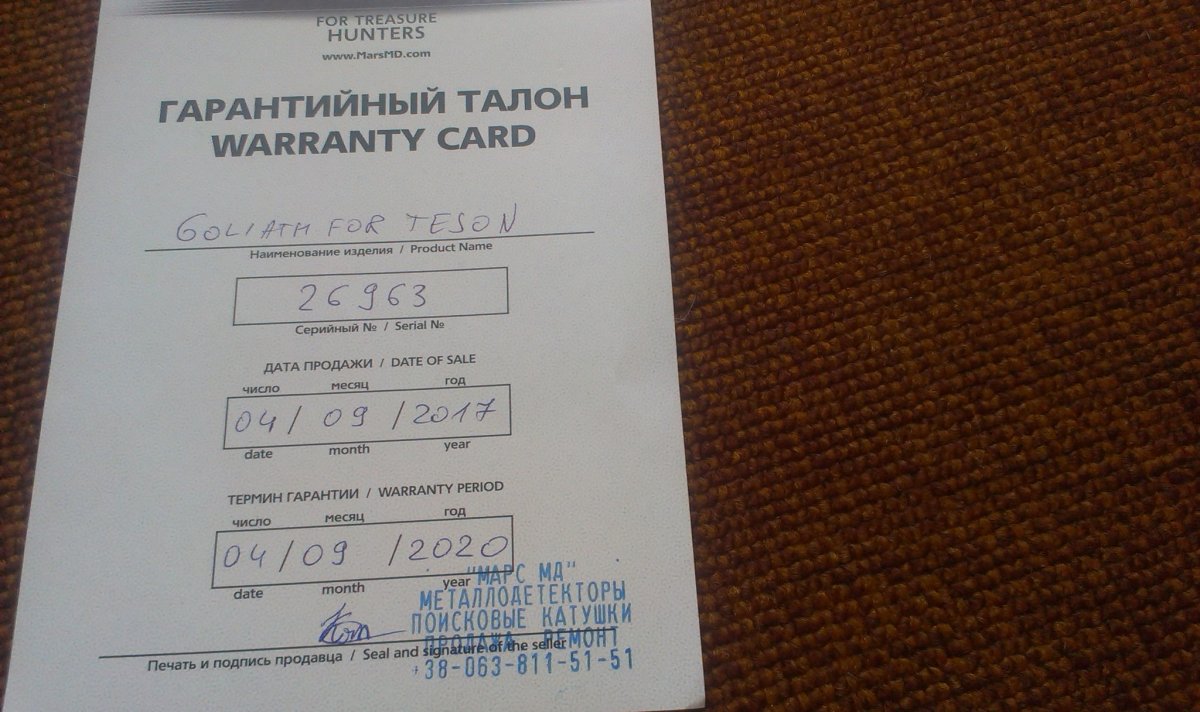 FOR TREASURE
HUNTERS
www.MarsMD.com
ГАРАНТИЙНЫЙ ТАЛОН
WARRANTY CARD
GOLIATH FOR TESON
Наименование изделия / Product Name
26963
Серийный № / Serial №
ДАТА ПРОДАЖИ / DATE OF SALE
число месяц год
04 / 09 / 2017
date month year
ТЕРМИН ГАРАНТИИ / WARRANTY PERIOD
число месяц год
04 / 09 / 2020
date month year
"МАРС МД"
МЕТАЛЛОДЕТЕКТОРЫ
ПОИСКОВЫЕ КАТУШКИ
ПРОДАЖА РЕМОНТ
Печать и подпись продавца / Seal and signature of the seller
+38-063-811-51-51